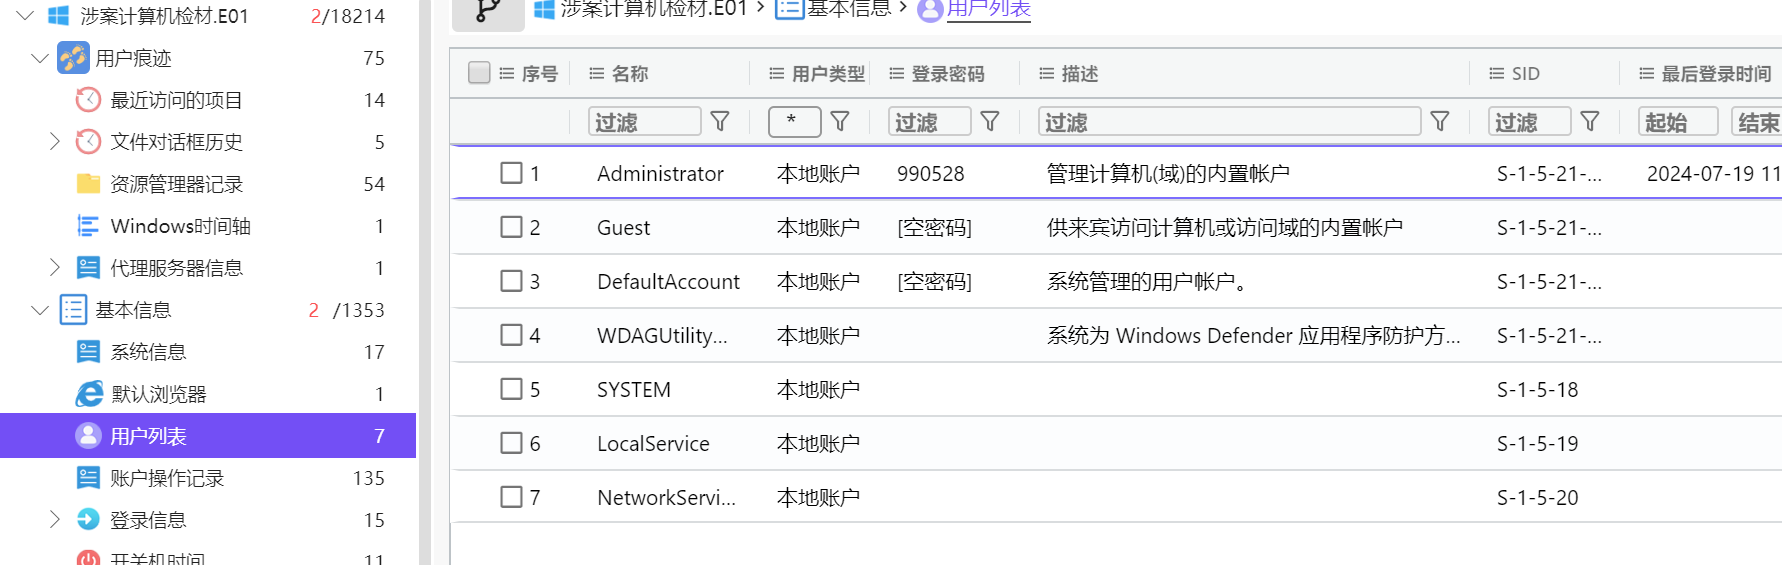 涉案计算机检材.E01 2/18214
用户痕迹 75
最近访问的项目 14
文件对话框历史 5
资源管理器记录 54
Windows时间轴 1
代理服务器信息 1
基本信息 2 /1353
系统信息 17
默认浏览器 1
用户列表 7
账户操作记录 135
登录信息 15
开关机时间 11
涉案计算机检材.E01 › 基本信息 › 用户列表
序号 名称 用户类型 登录密码 描述 SID 最后登录时间
过滤 * 过滤 过滤 过滤 起始 结束
1 Administrator 本地账户 990528 管理计算机(域)的内置帐户 S-1-5-21-... 2024-07-19 11
2 Guest 本地账户 [空密码] 供来宾访问计算机或访问域的内置帐户 S-1-5-21-...
3 DefaultAccount 本地账户 [空密码] 系统管理的用户帐户。 S-1-5-21-...
4 WDAGUtility... 本地账户 系统为 Windows Defender 应用程序防护方... S-1-5-21-...
5 SYSTEM 本地账户 S-1-5-18
6 LocalService 本地账户 S-1-5-19
7 NetworkServi... 本地账户 S-1-5-20